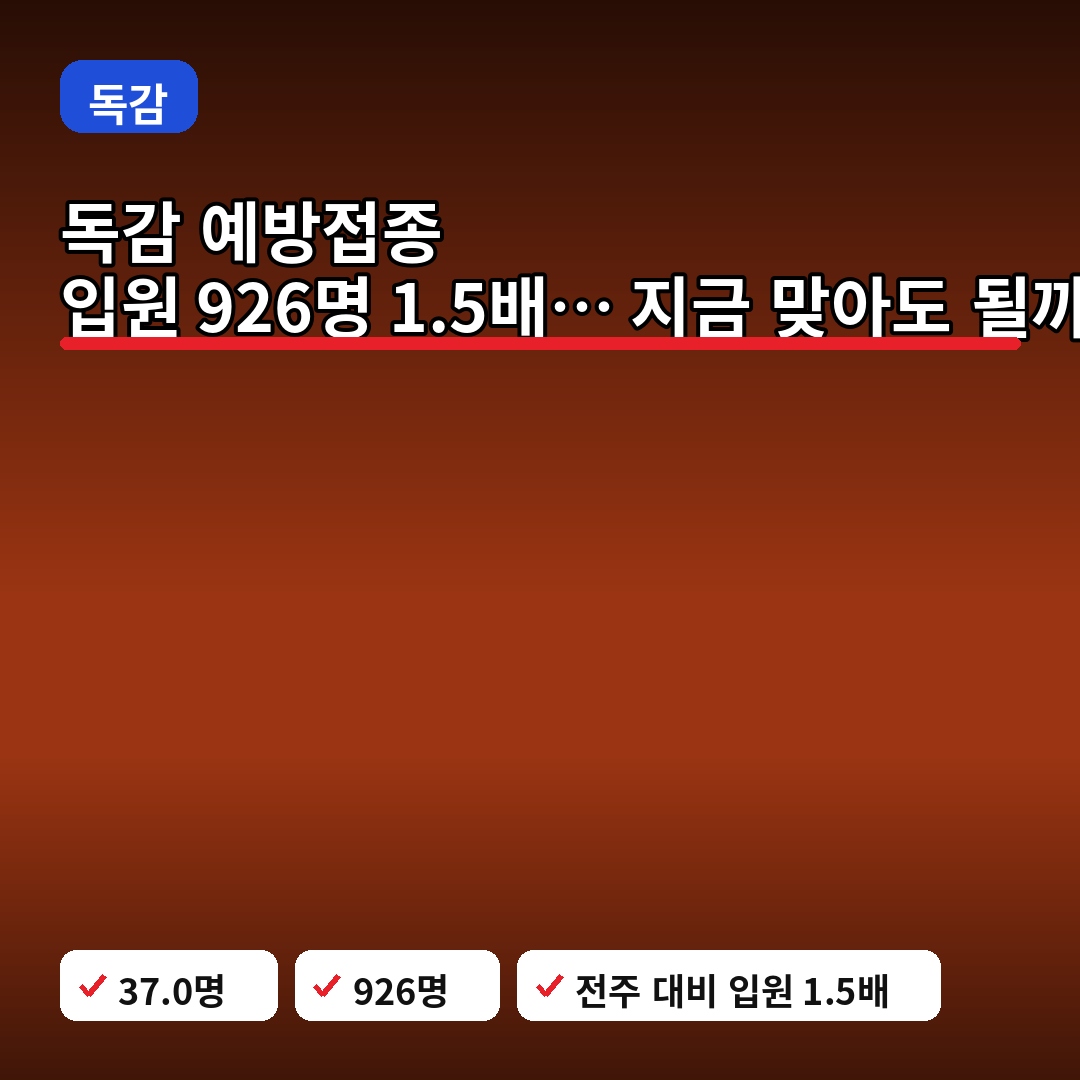 독감
독감 예방접종
입원 926명 1.5배… 지금 맞아도 될까
37.0명
926명
전주 대비 입원 1.5배